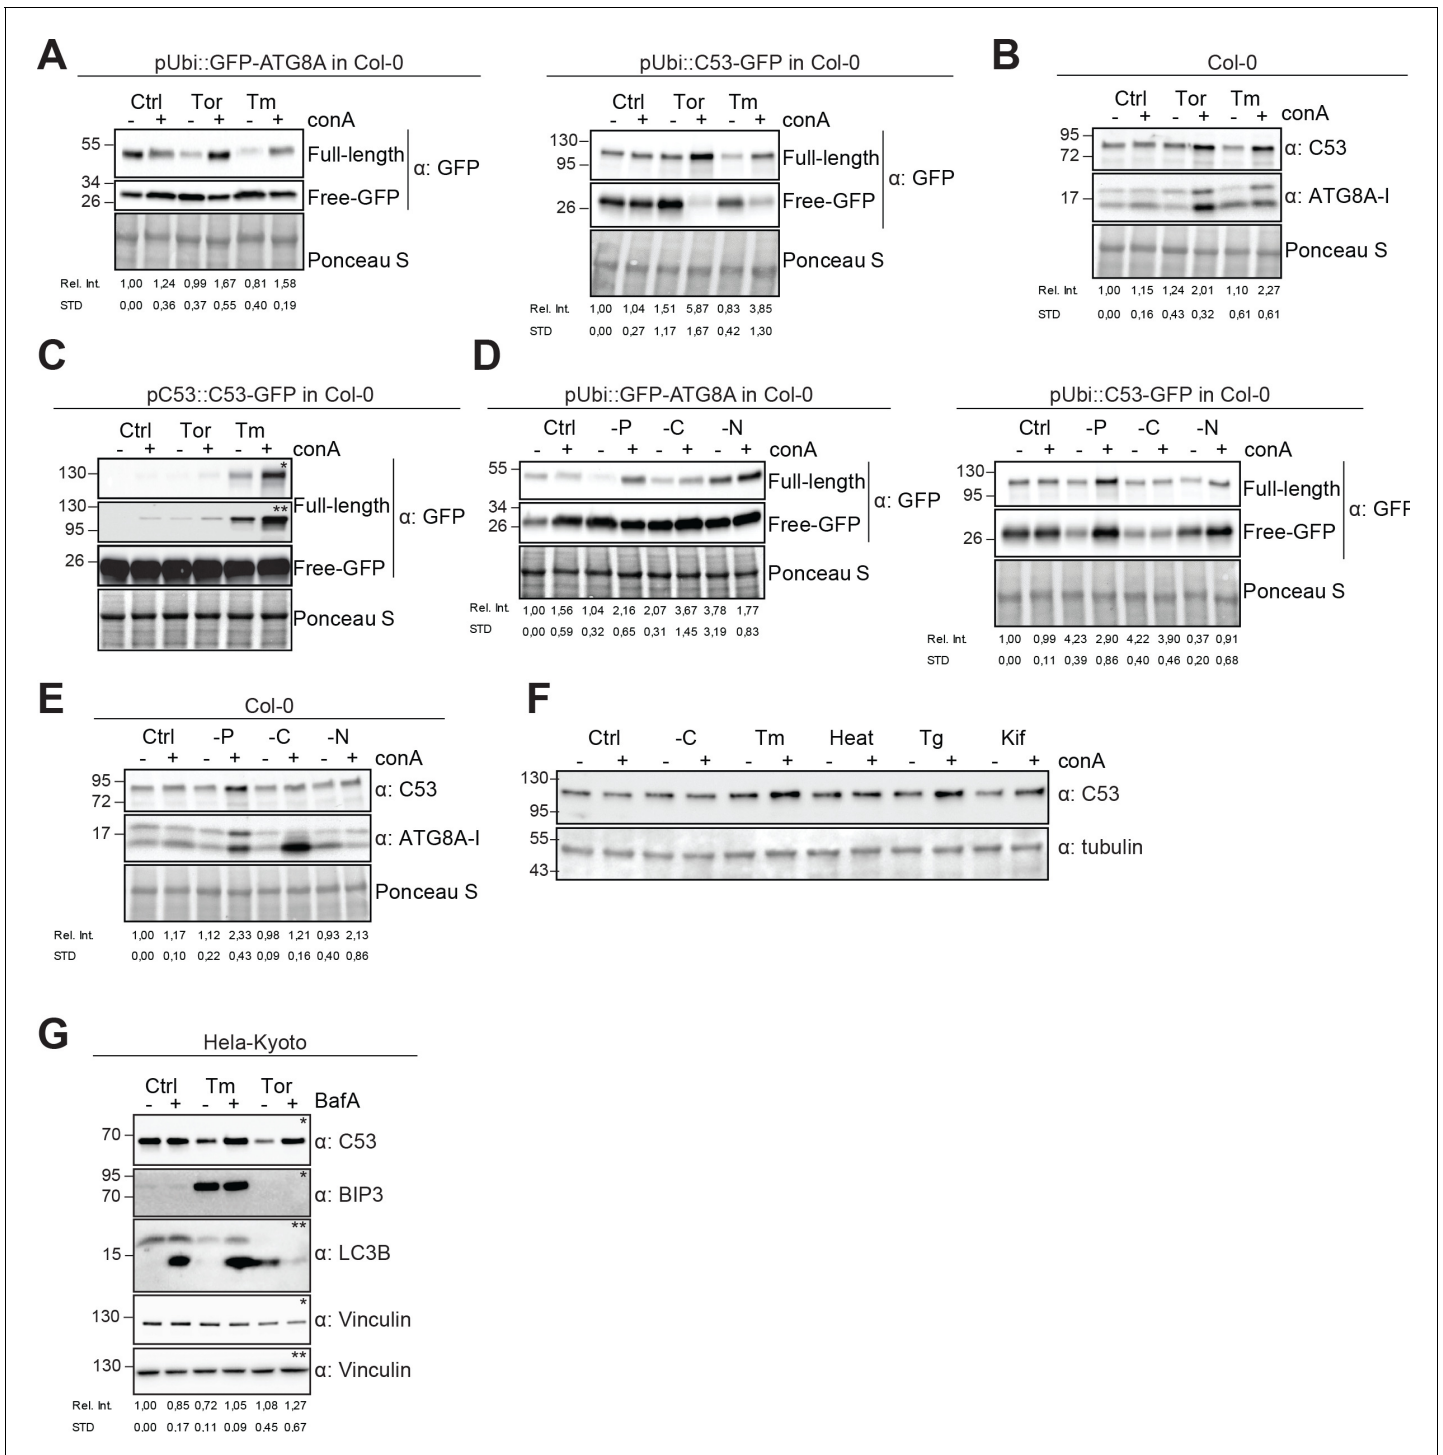 A
pUbi::GFP-ATG8A in Col-0
Ctrl Tor Tm
- + - + - + conA
55
Full-length
34
26
Free-GFP
α: GFP
Ponceau S
Rel. Int. 1,00 1,24 0,99 1,67 0,81 1,58
STD 0,00 0,36 0,37 0,55 0,40 0,19
pUbi::C53-GFP in Col-0
Ctrl Tor Tm
- + - + - + conA
130
95
Full-length
26
Free-GFP
α: GFP
Ponceau S
Rel. Int. 1,00 1,04 1,51 5,87 0,83 3,85
STD 0,00 0,27 1,17 1,67 0,42 1,30
B
Col-0
Ctrl Tor Tm
- + - + - + conA
95
72
α: C53
17
α: ATG8A-I
Ponceau S
Rel. Int. 1,00 1,15 1,24 2,01 1,10 2,27
STD 0,00 0,16 0,43 0,32 0,61 0,61
C
pC53::C53-GFP in Col-0
Ctrl Tor Tm
- + - + - + conA
130
*
Full-length
130
95
**
26
Free-GFP
α: GFP
Ponceau S
D
pUbi::GFP-ATG8A in Col-0
Ctrl -P -C -N
- + - + - + - + conA
55
Full-length
34
26
Free-GFP
α: GFP
Ponceau S
Rel. Int. 1,00 1,56 1,04 2,16 2,07 3,67 3,78 1,77
STD 0,00 0,59 0,32 0,65 0,31 1,45 3,19 0,83
pUbi::C53-GFP in Col-0
Ctrl -P -C -N
- + - + - + - + conA
130
95
Full-length
26
Free-GFP
α: GFP
Ponceau S
Rel. Int. 1,00 0,99 4,23 2,90 4,22 3,90 0,37 0,91
STD 0,00 0,11 0,39 0,86 0,40 0,46 0,20 0,68
E
Col-0
Ctrl -P -C -N
- + - + - + - + conA
95
72
α: C53
17
α: ATG8A-I
Ponceau S
Rel. Int. 1,00 1,17 1,12 2,33 0,98 1,21 0,93 2,13
STD 0,00 0,10 0,22 0,43 0,09 0,16 0,40 0,86
F
Ctrl -C Tm Heat Tg Kif
- + - + - + - + - + - + conA
130
95
α: C53
55
43
α: tubulin
G
Hela-Kyoto
Ctrl Tm Tor
- + - + - + BafA
70
*
α: C53
95
70
*
α: BIP3
15
**
α: LC3B
130
*
α: Vinculin
130
**
α: Vinculin
Rel. Int. 1,00 0,85 0,72 1,05 1,08 1,27
STD 0,00 0,17 0,11 0,09 0,45 0,67